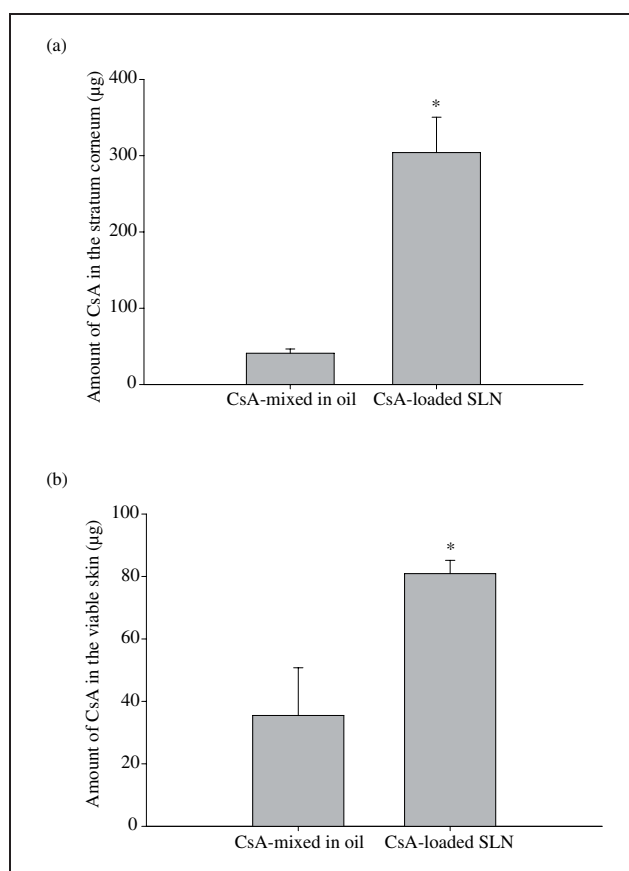 (a)
Amount of CsA in the stratum corneum (µg)
400
300
200
100
0
*
CsA-mixed in oil CsA-loaded SLN
(b)
Amount of CsA in the viable skin (µg)
100
80
60
40
20
0
*
CsA-mixed in oil CsA-loaded SLN